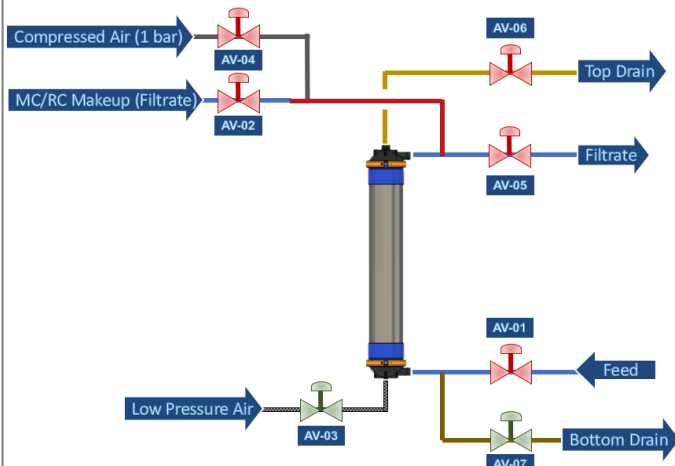 AV-06
Compressed Air (1 bar)
AV-04
Top Drain
MC/RC Makeup (Filtrate)
AV-02
Filtrate
AV-05
AV-01
Feed
Low Pressure Air
AV-03
Bottom Drain
AV-07